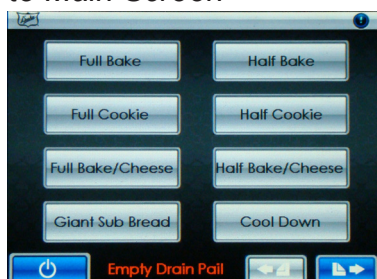 to Main Screen
Full Bake
Half Bake
Full Cookie
Half Cookie
Full Bake/Cheese
Half Bake/Cheese
Giant Sub Bread
Cool Down
Empty Drain Pail